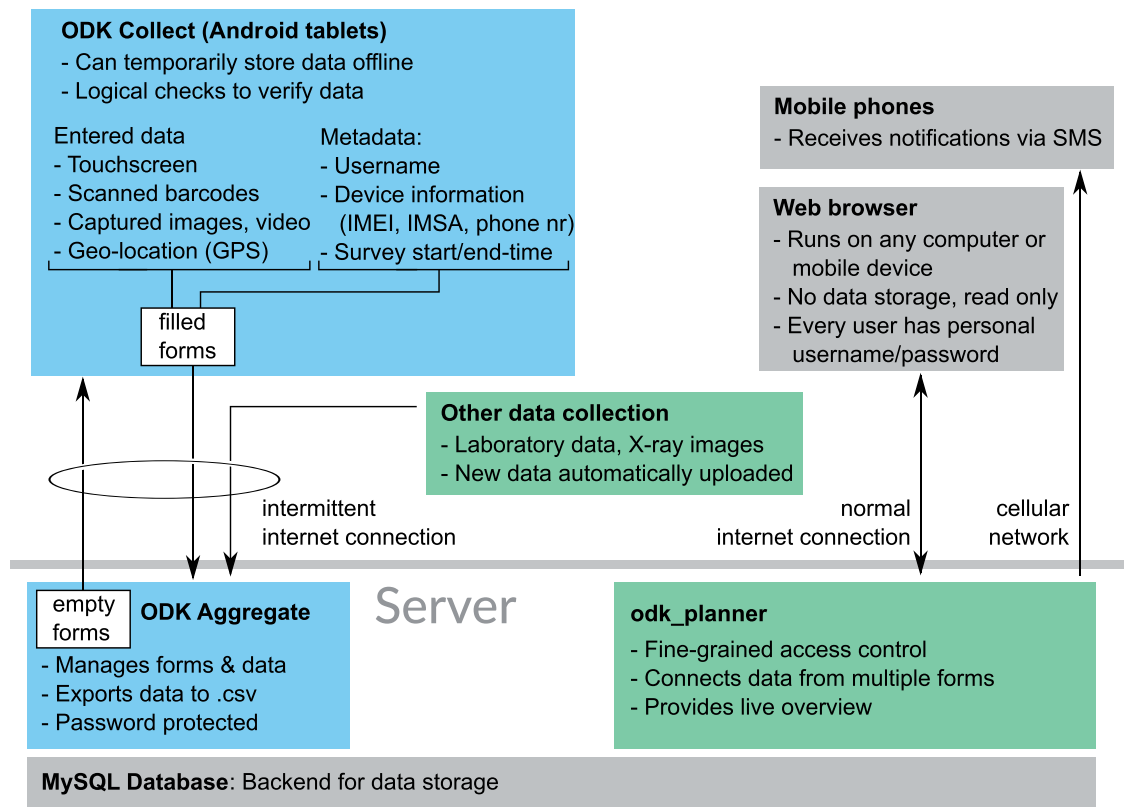 ODK Collect (Android tablets)
- Can temporarily store data offline
- Logical checks to verify data
Entered data
- Touchscreen
- Scanned barcodes
- Captured images, video
- Geo-location (GPS)
Metadata:
- Username
- Device information
(IMEI, IMSA, phone nr)
- Survey start/end-time
filled
forms
Mobile phones
- Receives notifications via SMS
Web browser
- Runs on any computer or
mobile device
- No data storage, read only
- Every user has personal
username/password
Other data collection
- Laboratory data, X-ray images
- New data automatically uploaded
intermittent
internet connection
normal
internet connection
cellular
network
empty
forms
ODK Aggregate
- Manages forms & data
- Exports data to .csv
- Password protected
Server
odk_planner
- Fine-grained access control
- Connects data from multiple forms
- Provides live overview
MySQL Database: Backend for data storage